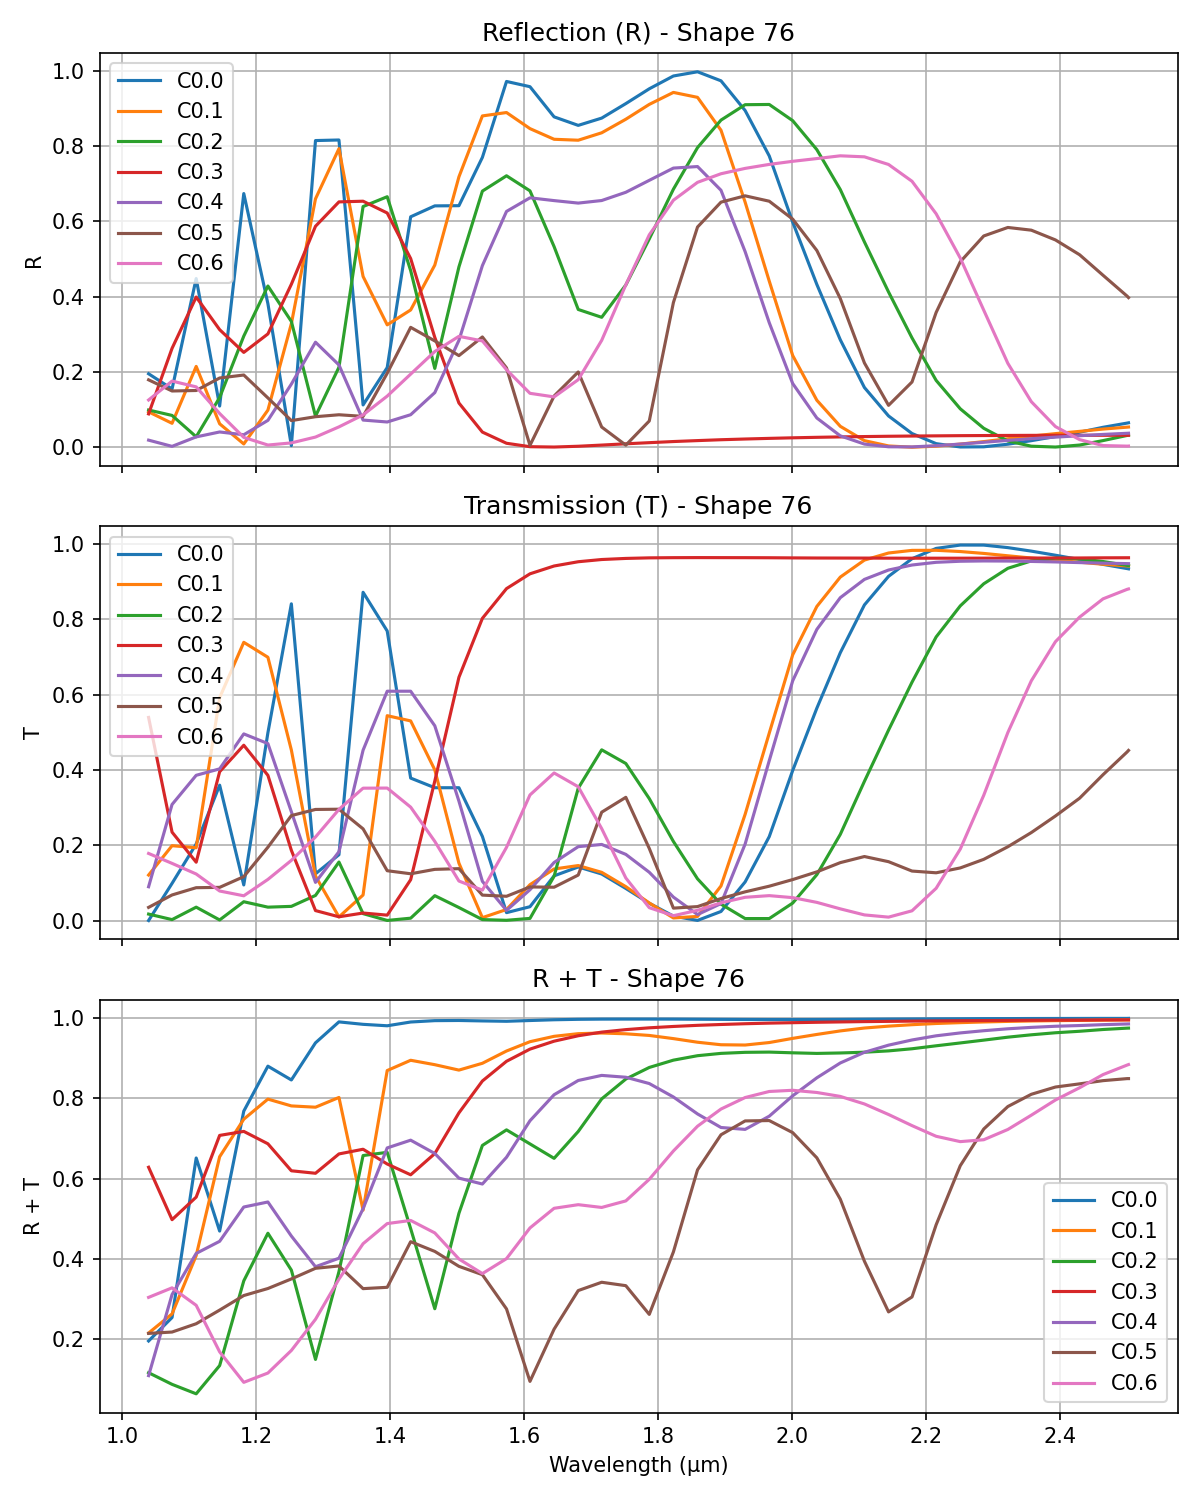 Reflection (R) - Shape 76
1.0
0.8
0.6
0.4
0.2
0.0
R
C0.0
C0.1
C0.2
C0.3
C0.4
C0.5
C0.6
Transmission (T) - Shape 76
1.0
0.8
0.6
0.4
0.2
0.0
T
C0.0
C0.1
C0.2
C0.3
C0.4
C0.5
C0.6
R + T - Shape 76
1.0
0.8
0.6
0.4
0.2
R + T
C0.0
C0.1
C0.2
C0.3
C0.4
C0.5
C0.6
1.0 1.2 1.4 1.6 1.8 2.0 2.2 2.4
Wavelength (μm)